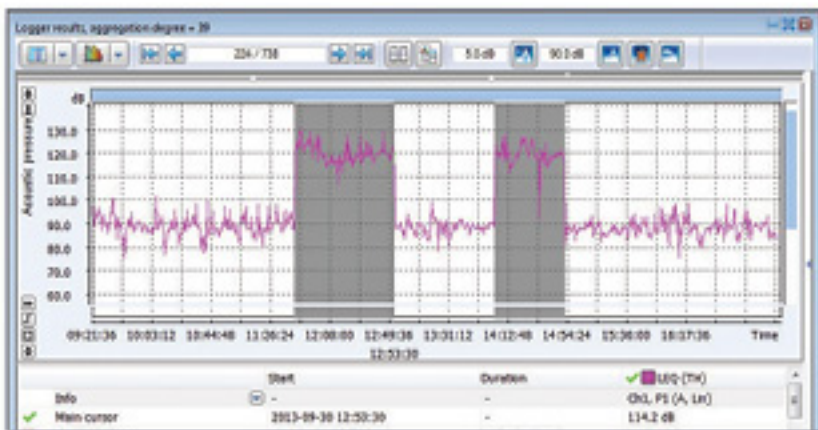 Logger results, aggregation degree = 39
224 / 738 5.0 dB 90.0 dB
dB
Acoustic pressure
130.0
120.0
110.0
100.0
90.0
80.0
70.0
60.0
09:21:36 10:03:12 10:44:48 11:26:24 12:08:00 12:49:36 13:31:12 14:12:48 14:54:24 15:36:00 16:17:36 Time
12:53:30
Start Duration LEQ (TH)
Info - - Ch1, P1 (A, Lin)
Main cursor 2013-09-30 12:53:30 - 114.2 dB